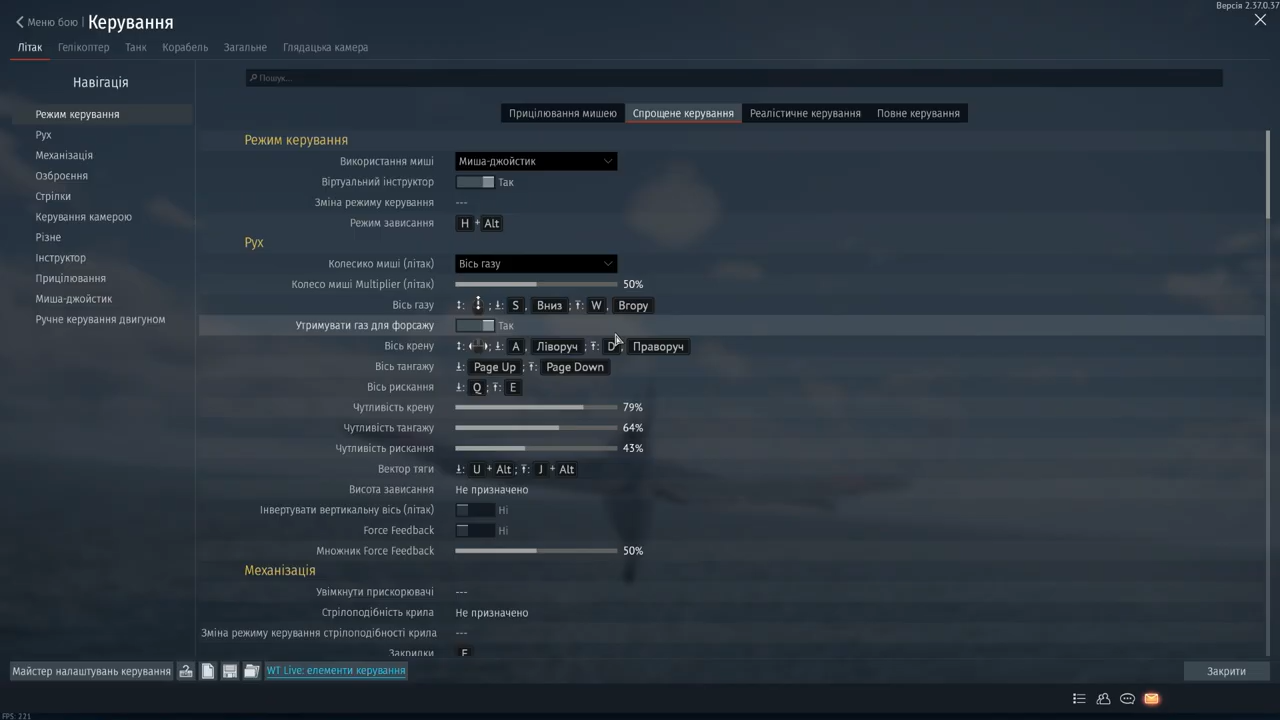 Версія 2.37.0.37
Меню бою | Керування
Літак Гелікоптер Танк Корабель Загальне Глядацька камера
Навігація
Режим керування
Рух
Механізація
Озброєння
Стрілки
Керування камерою
Різне
Інструктор
Прицілювання
Миша-джойстик
Ручне керування двигуном
Пошук...
Прицілювання мишею Спрощене керування Реалістичне керування Повне керування
Режим керування
Використання миші Миша-джойстик
Віртуальний інструктор Так
Зміна режиму керування ---
Режим зависання H + Alt
Рух
Колесико миші (літак) Вісь газу
Колесо миші Multiplier (літак) 50%
Вісь газу S , Вниз ; W , Вгору
Утримувати газ для форсажу Так
Вісь крену A , Ліворуч ; D , Праворуч
Вісь тангажу Page Up ; Page Down
Вісь рискання Q ; E
Чутливість крену 79%
Чутливість тангажу 64%
Чутливість рискання 43%
Вектор тяги U + Alt ; J + Alt
Висота зависання Не призначено
Інвертувати вертикальну вісь (літак) Ні
Force Feedback Ні
Множник Force Feedback 50%
Механізація
Увімкнути прискорювачі ---
Стрілоподібність крила Не призначено
Зміна режиму керування стрілоподібності крила ---
Закрилки F
Майстер налаштувань керування WT Live: елементи керування Закрити
FPS: 221